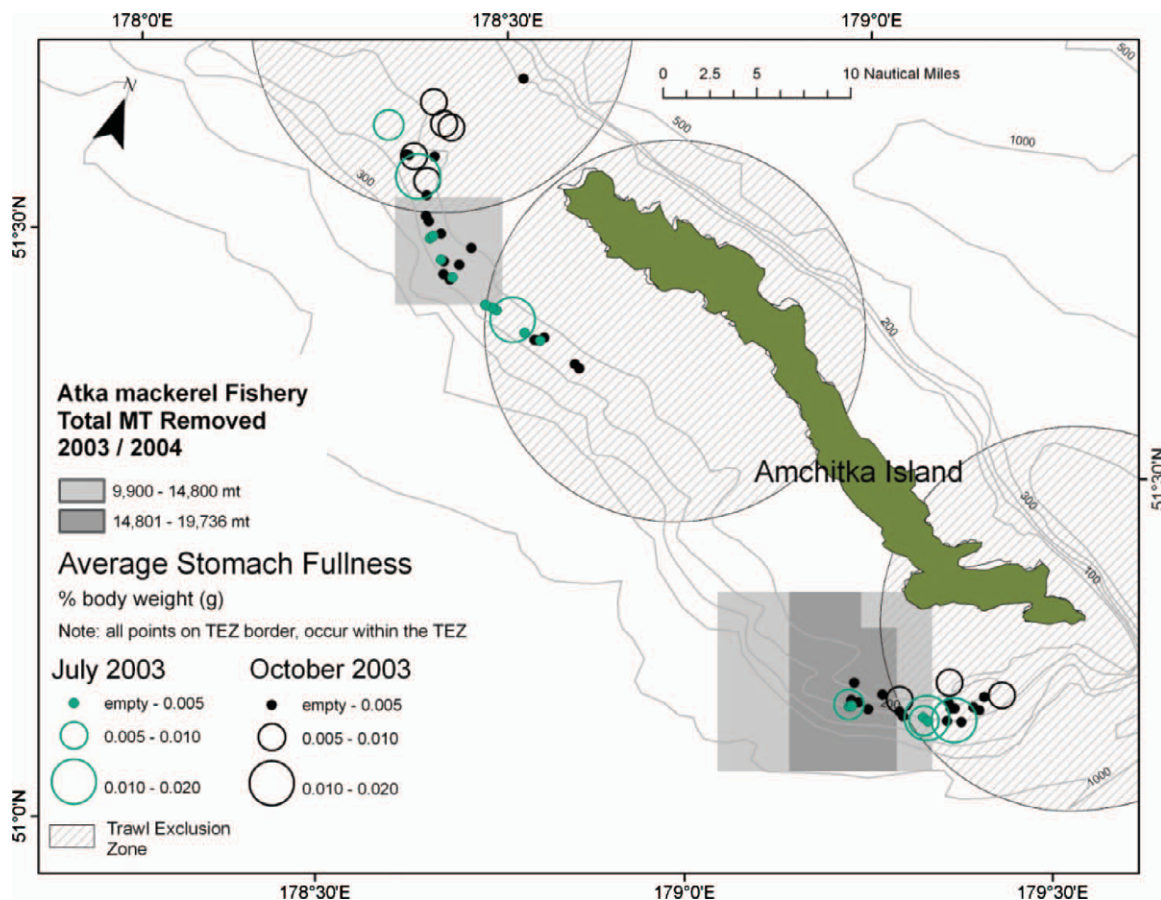 178°0'E 178°30'E 179°0'E
0 2.5 5 10 Nautical Miles
N
500
500
1000
300
51°30'N
200
Atka mackerel Fishery
Total MT Removed
2003 / 2004
9,900 - 14,800 mt
14,801 - 19,736 mt
Amchitka Island
51°30'N
300
100
Average Stomach Fullness
% body weight (g)
Note: all points on TEZ border, occur within the TEZ
July 2003
empty - 0.005
0.005 - 0.010
0.010 - 0.020
October 2003
empty - 0.005
0.005 - 0.010
0.010 - 0.020
200
1000
51°0'N
Trawl Exclusion
Zone
178°30'E 179°0'E 179°30'E